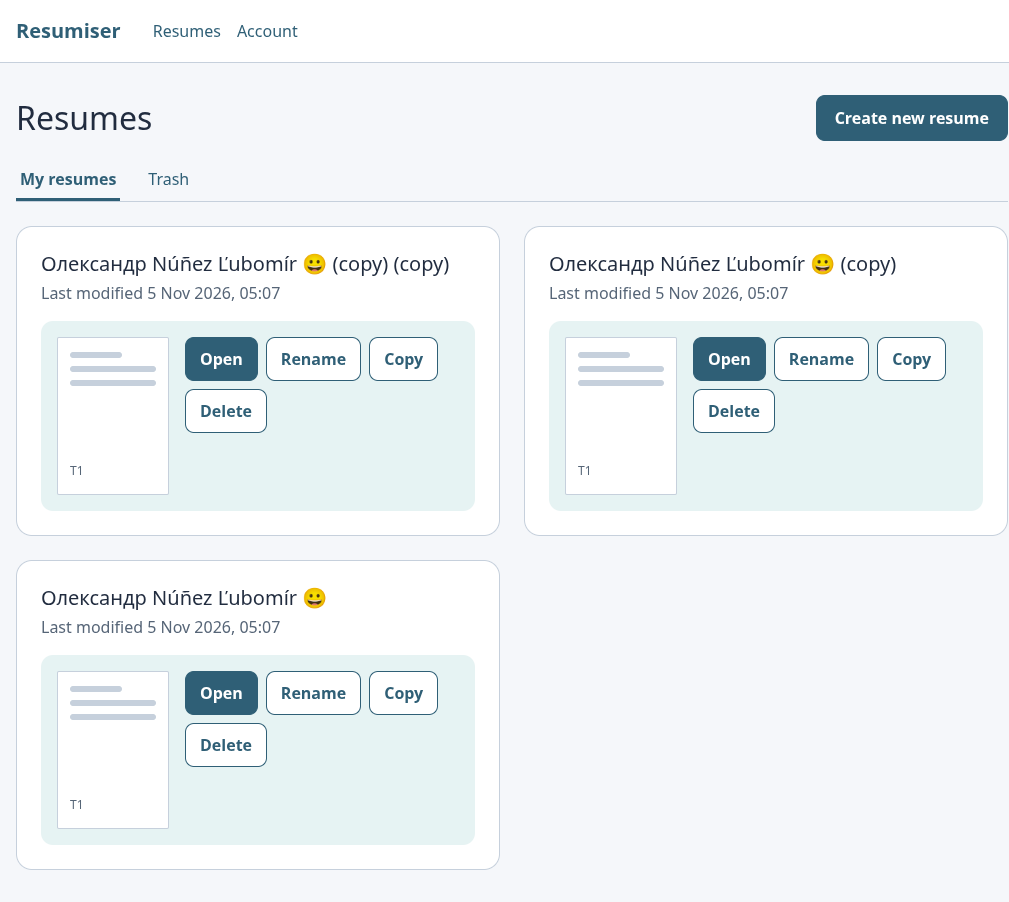 Resumiser Resumes Account
Resumes
Create new resume
My resumes Trash
Олександр Núñez Ľubomír 😀 (copy) (copy)
Last modified 5 Nov 2026, 05:07
T1
Open Rename Copy
Delete
Олександр Núñez Ľubomír 😀 (copy)
Last modified 5 Nov 2026, 05:07
T1
Open Rename Copy
Delete
Олександр Núñez Ľubomír 😀
Last modified 5 Nov 2026, 05:07
T1
Open Rename Copy
Delete